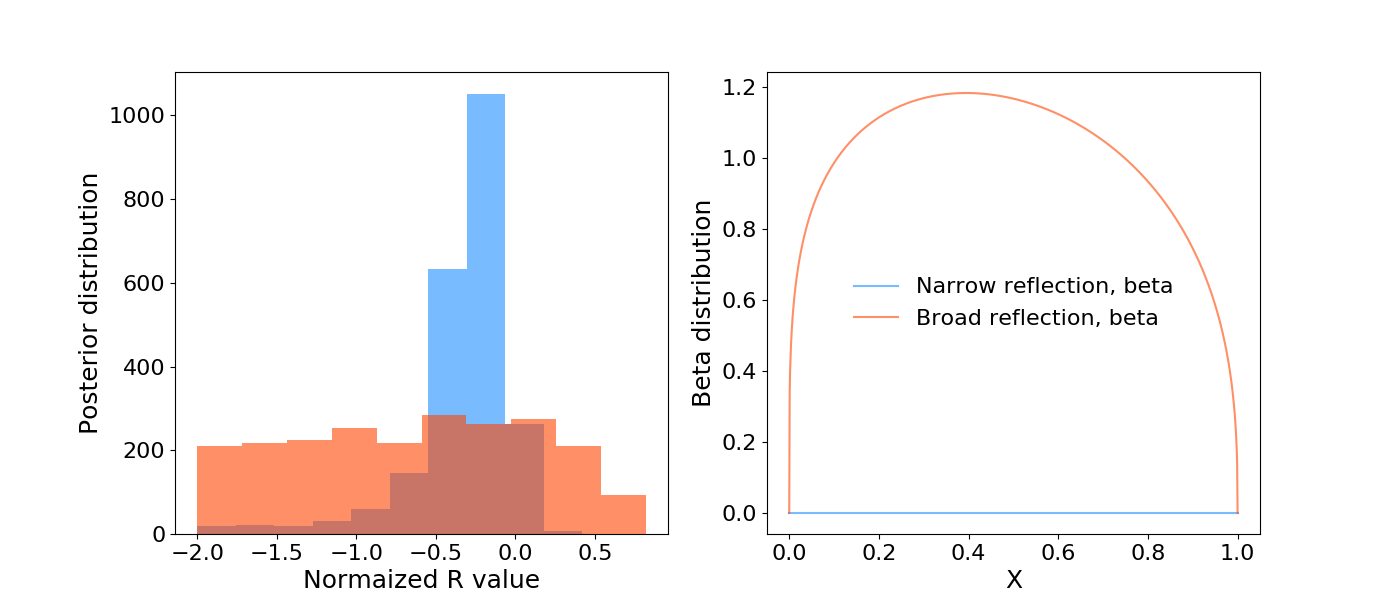 Posterior distribution
1000
800
600
400
200
0
−2.0 −1.5 −1.0 −0.5 0.0 0.5
Normaized R value
Beta distribution
1.2
1.0
0.8
0.6
0.4
0.2
0.0
0.0 0.2 0.4 0.6 0.8 1.0
X
Narrow reflection, beta
Broad reflection, beta